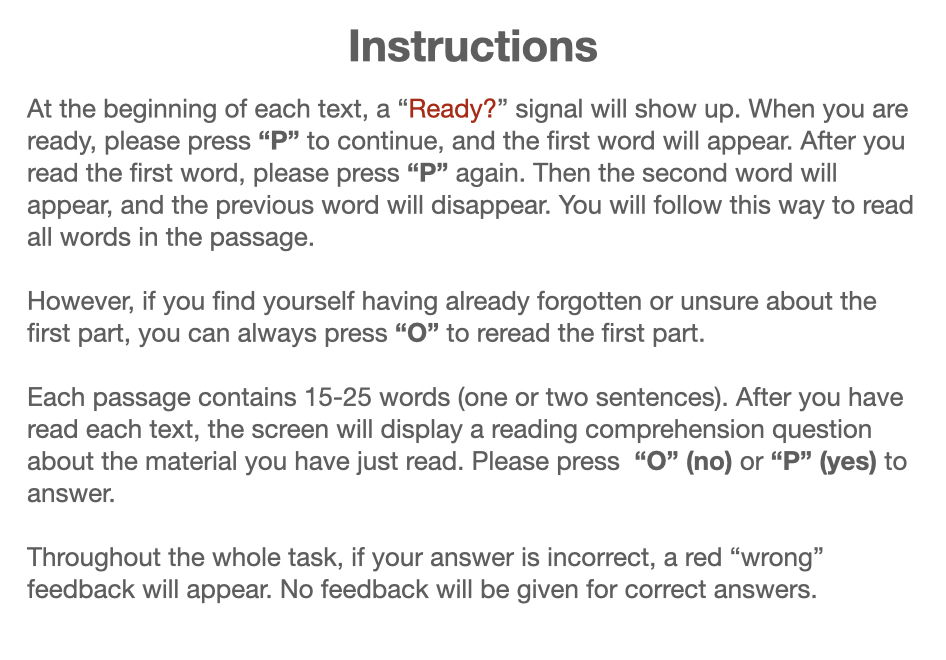 Instructions
At the beginning of each text, a “Ready?” signal will show up. When you are
ready, please press “P” to continue, and the first word will appear. After you
read the first word, please press “P” again. Then the second word will
appear, and the previous word will disappear. You will follow this way to read
all words in the passage.
However, if you find yourself having already forgotten or unsure about the
first part, you can always press “O” to reread the first part.
Each passage contains 15-25 words (one or two sentences). After you have
read each text, the screen will display a reading comprehension question
about the material you have just read. Please press  “O” (no) or “P” (yes) to
answer.
Throughout the whole task, if your answer is incorrect, a red “wrong”
feedback will appear. No feedback will be given for correct answers.